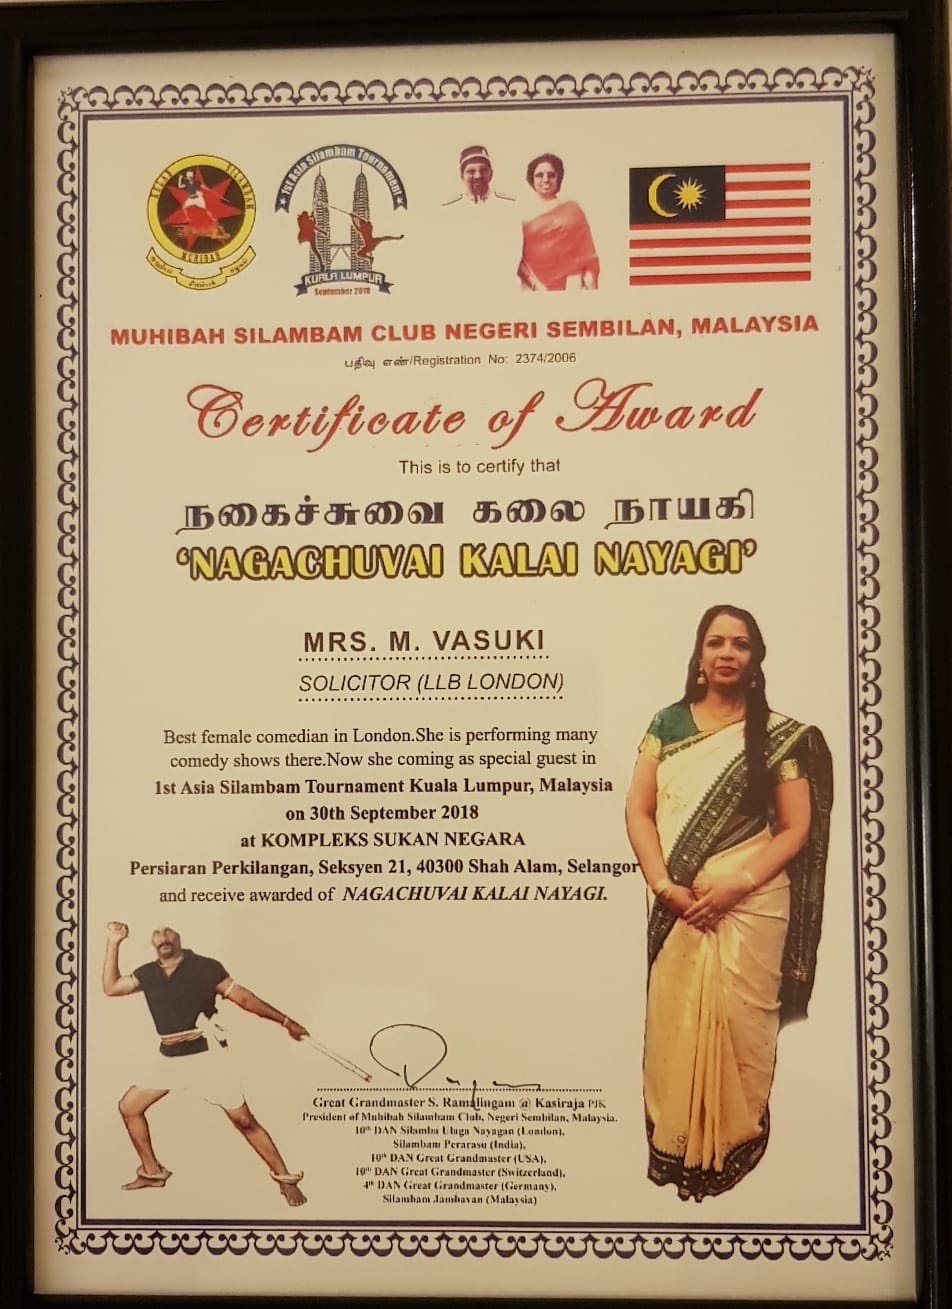 ASIAN SILAMBAM
MUHIBAH
1st Asia Silambam Tournament
KUALA LUMPUR
September 2018
MUHIBAH SILAMBAM CLUB NEGERI SEMBILAN, MALAYSIA
பதிவு எண்/Registration No: 2374/2006
Certificate of Award
This is to certify that
நகைச்சுவை கலை நாயகி
‘NAGACHUVAI KALAI NAYAGI’
MRS. M. VASUKI
SOLICITOR (LLB LONDON)
Best female comedian in London.She is performing many
comedy shows there.Now she coming as special guest in
1st Asia Silambam Tournament Kuala Lumpur, Malaysia
on 30th September 2018
at KOMPLEKS SUKAN NEGARA
Persiaran Perkilangan, Seksyen 21, 40300 Shah Alam, Selangor
and receive awarded of NAGACHUVAI KALAI NAYAGI.
Great Grandmaster S. Ramalingam @ Kasiraja PJK
President of Muhibah Silambam Club, Negeri Sembilan, Malaysia.
10th DAN Silamba Ulaga Nayagan (London),
Silambam Perarasu (India),
10th DAN Great Grandmaster (USA),
10th DAN Great Grandmaster (Switzerland),
4th DAN Great Grandmaster (Germany),
Silambam Jambavan (Malaysia)